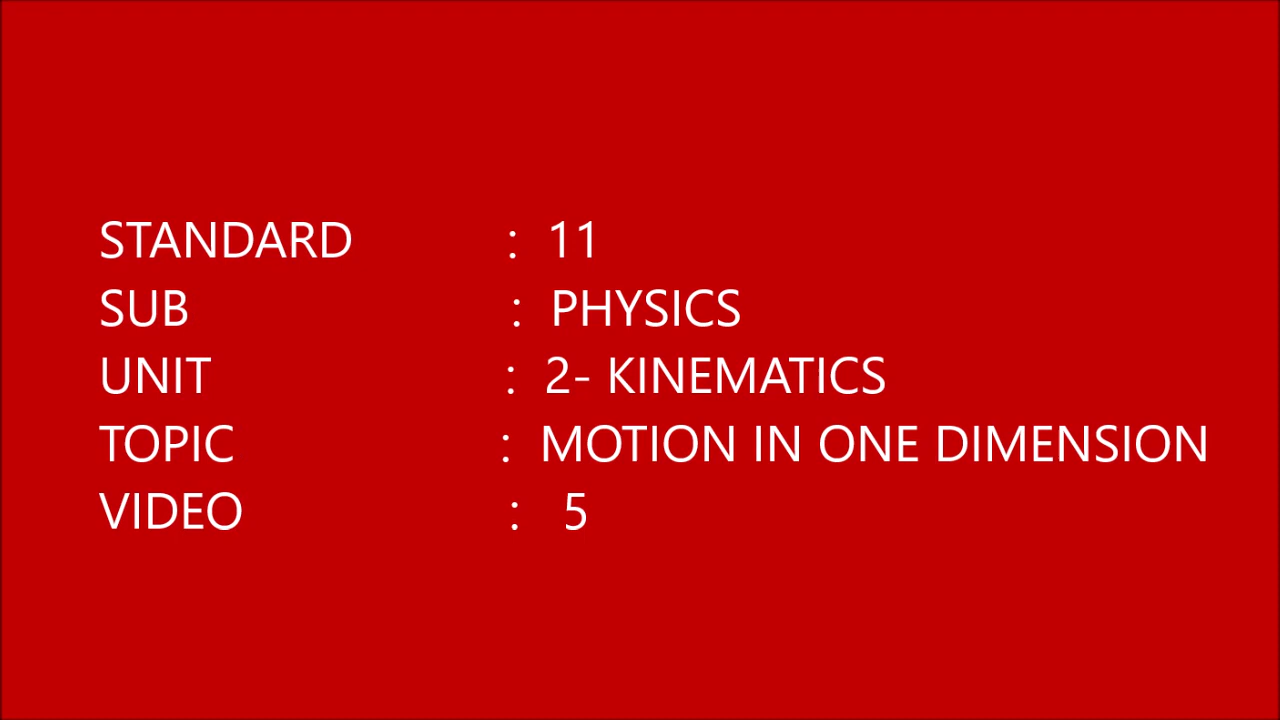 STANDARD : 11
SUB : PHYSICS
UNIT : 2- KINEMATICS
TOPIC : MOTION IN ONE DIMENSION
VIDEO : 5